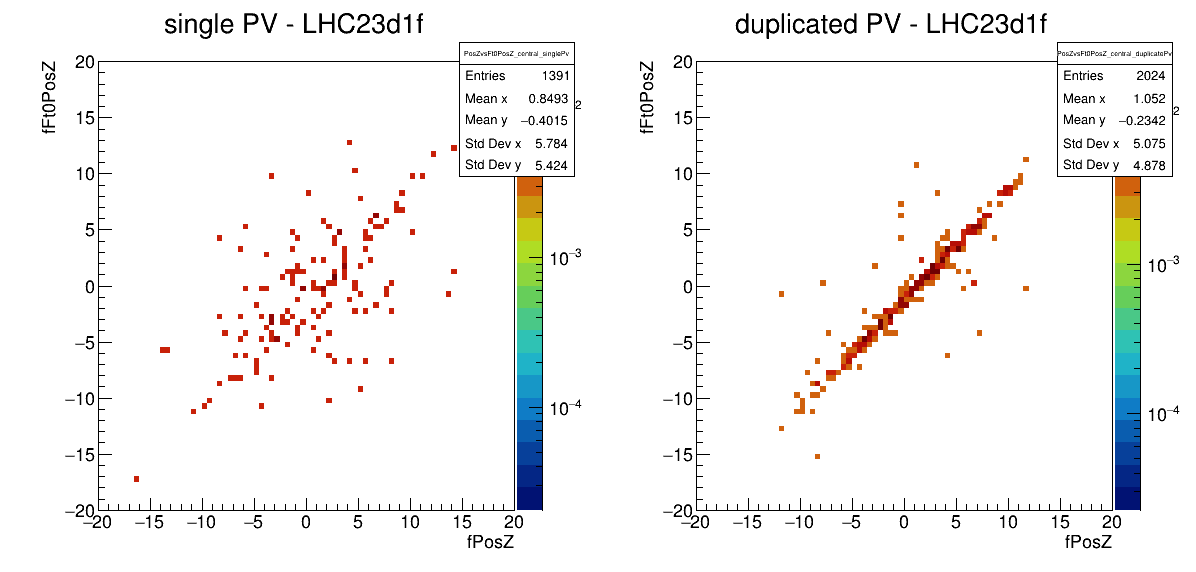 single PV - LHC23d1f
PosZvsFt0PosZ_central_singlePv
Entries 1391
Mean x 0.8493
Mean y −0.4015
Std Dev x 5.784
Std Dev y 5.424
fFt0PosZ
20
15
10
5
0
−5
−10
−15
−20
−20 −15 −10 −5 0 5 10 15 20
fPosZ
2
10−3
10−4
duplicated PV - LHC23d1f
PosZvsFt0PosZ_central_duplicatePv
Entries 2024
Mean x 1.052
Mean y −0.2342
Std Dev x 5.075
Std Dev y 4.878
fFt0PosZ
20
15
10
5
0
−5
−10
−15
−20
−20 −15 −10 −5 0 5 10 15 20
fPosZ
2
10−3
10−4